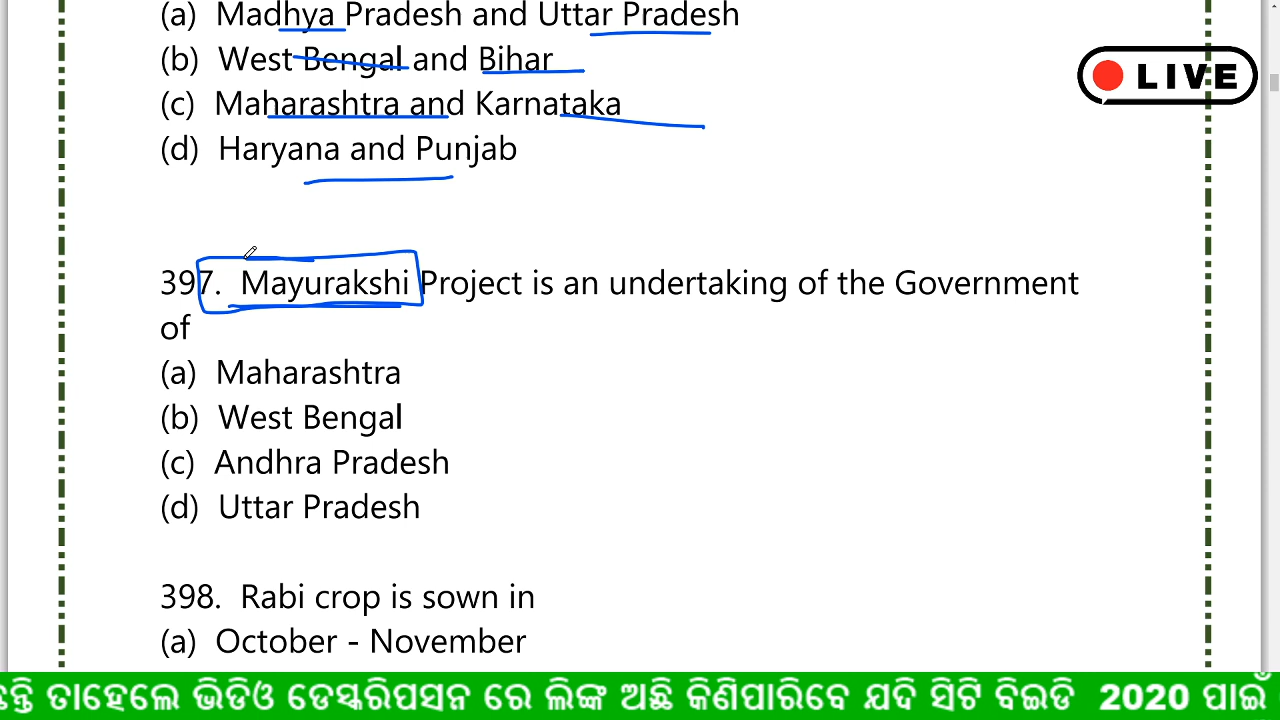 (a) Madhya Pradesh and Uttar Pradesh
(b) West Bengal and Bihar
(c) Maharashtra and Karnataka
(d) Haryana and Punjab
LIVE
397. Mayurakshi Project is an undertaking of the Government
of
(a) Maharashtra
(b) West Bengal
(c) Andhra Pradesh
(d) Uttar Pradesh
398. Rabi crop is sown in
(a) October - November
ତାହେଲେ ଭିଡିଓ ଡେସ୍କରିପସନ ରେ ଲିଙ୍କ ଅଛି କିଣିପାରିବେ ଯଦି ସିଟି ବିଇଡି 2020 ପାଇଁ